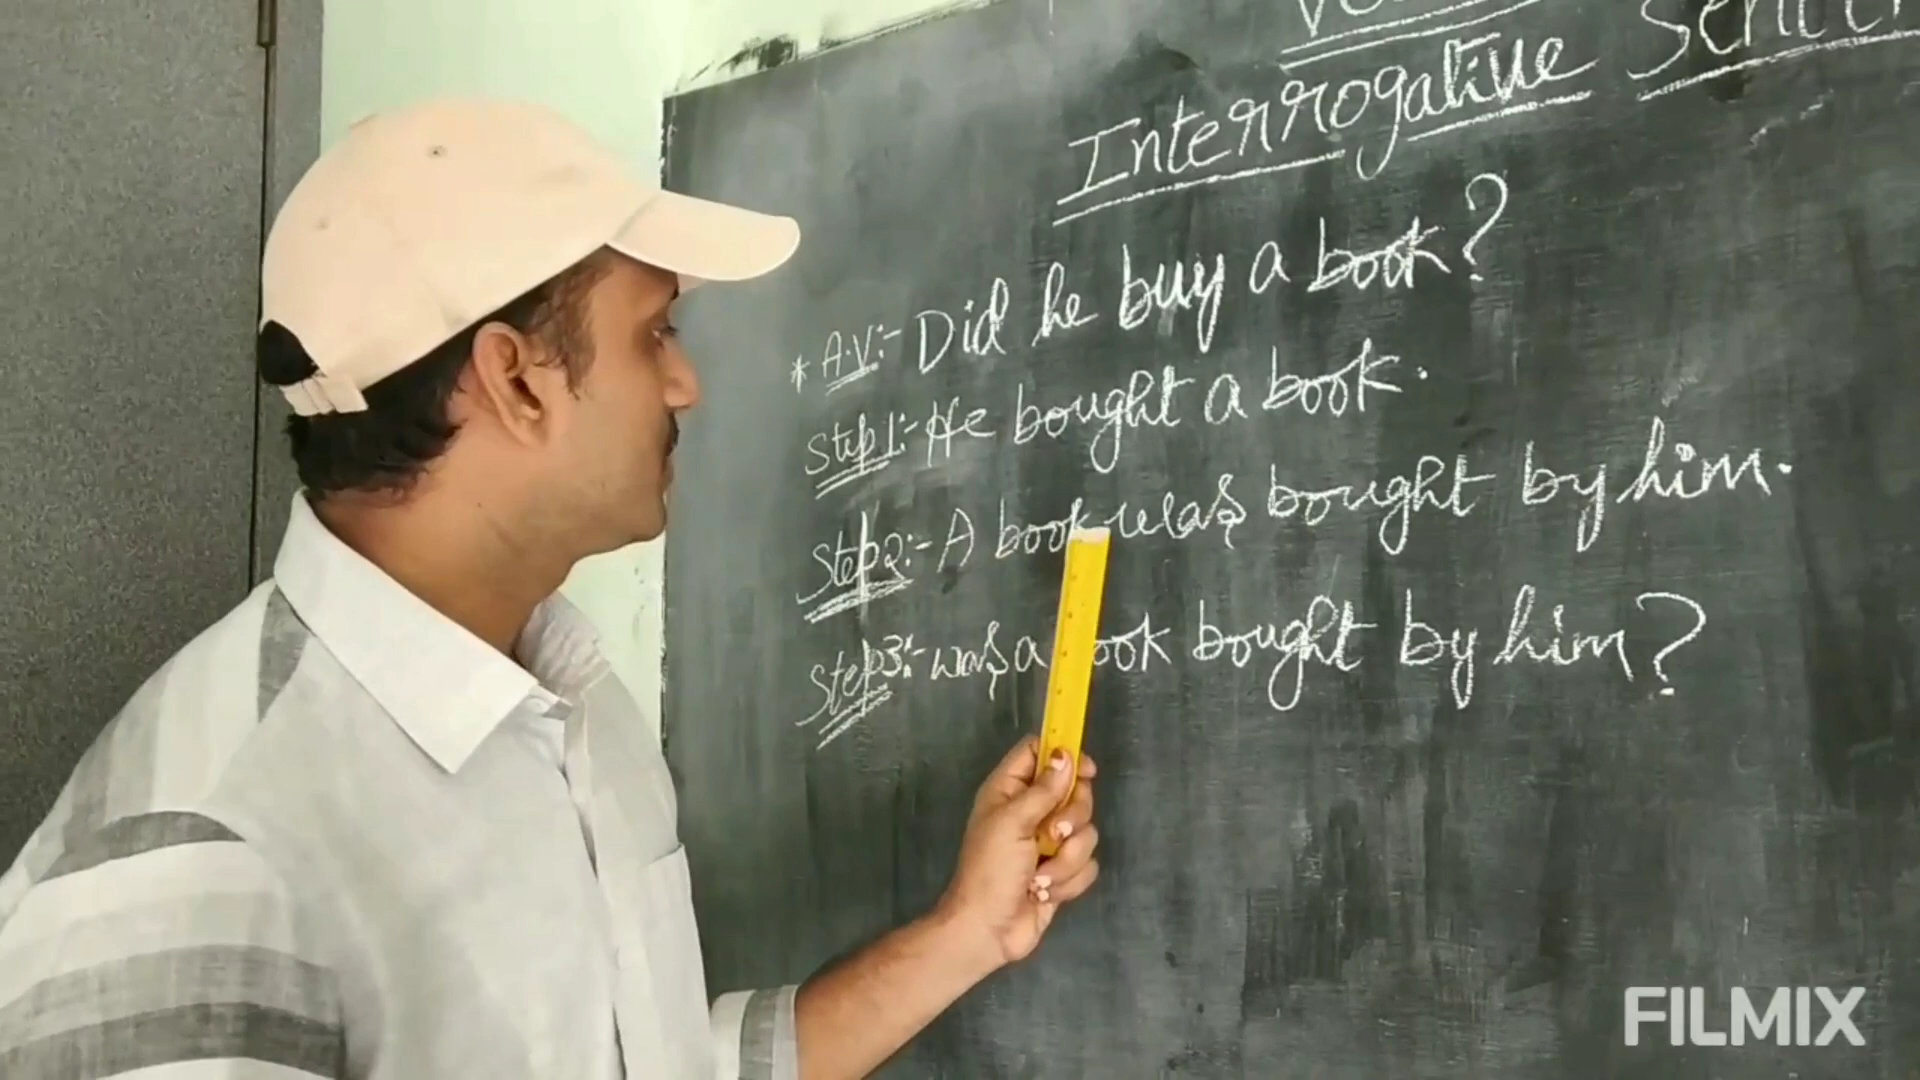 Interrogative
* A.V:- Did he buy a book?
Step1:- He bought a book.
Step2:- A book was bought by him.
Step3:- was a book bought by him?
FILMIX